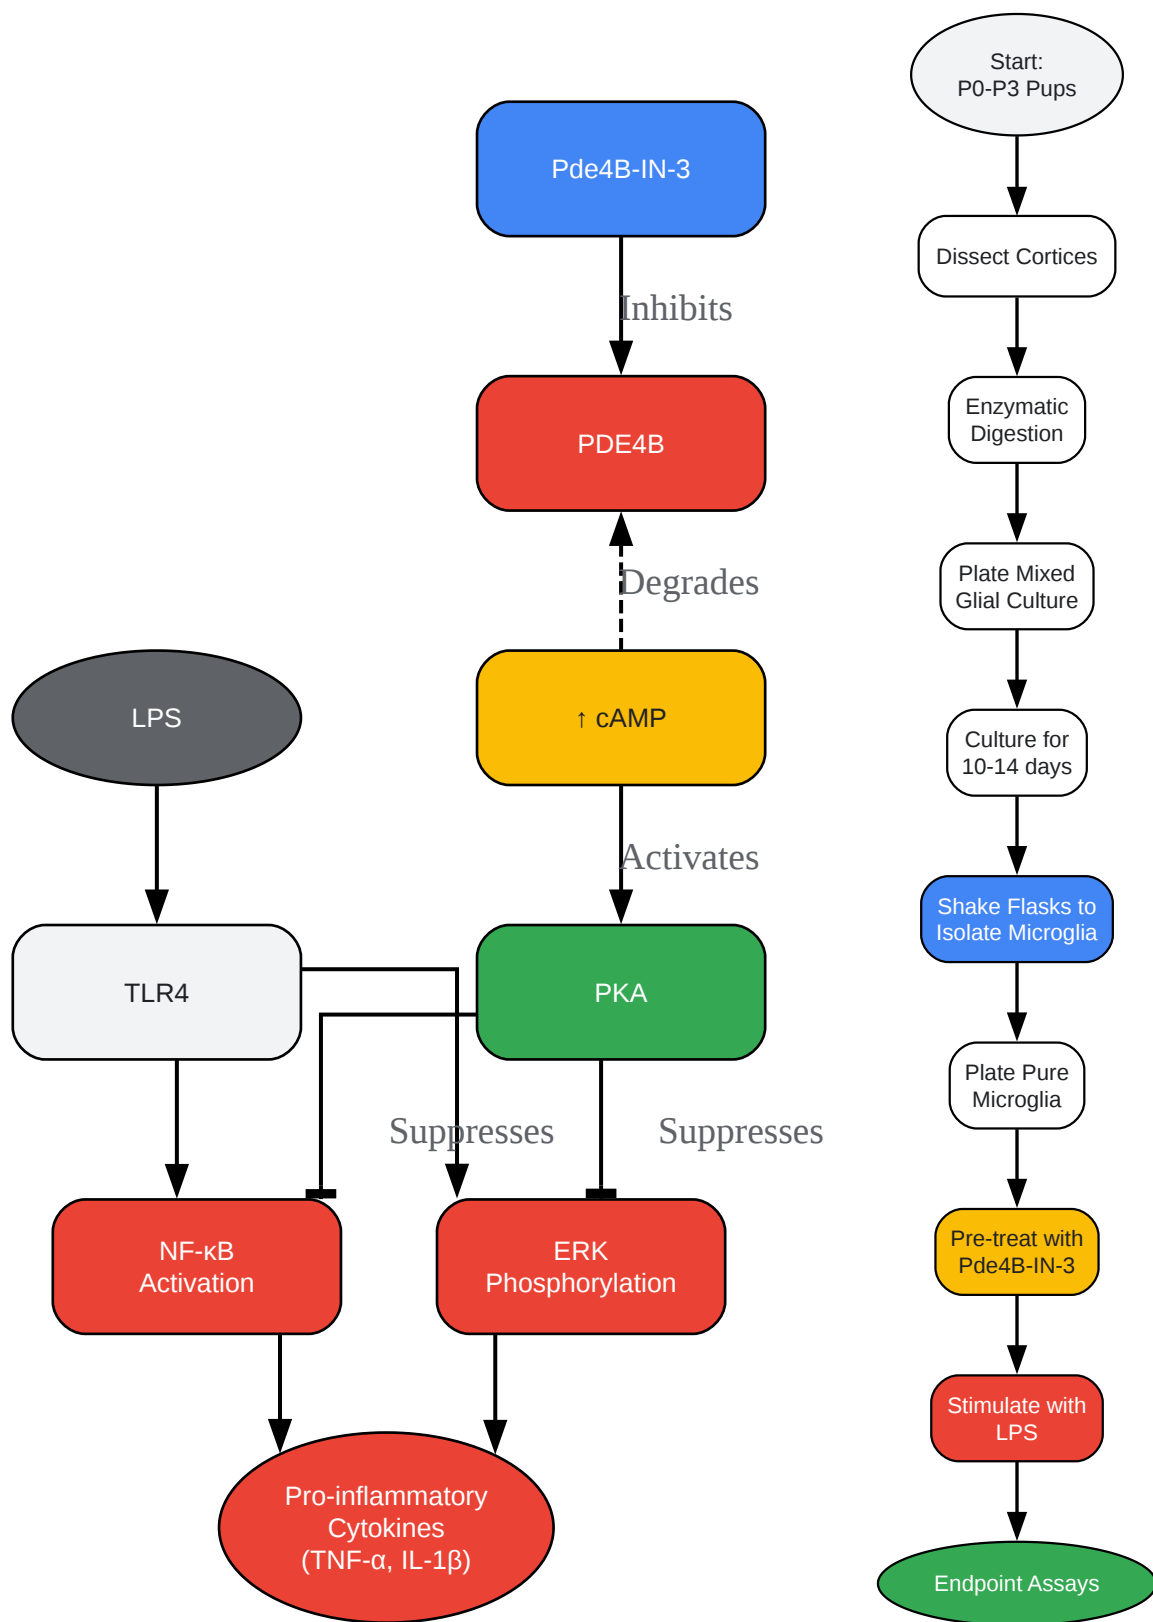 Pde4B-IN-3
Inhibits
PDE4B
Degrades
LPS
↑ cAMP
Activates
TLR4
PKA
Suppresses
Suppresses
NF-κB
Activation
ERK
Phosphorylation
Pro-inflammatory
Cytokines
(TNF-α, IL-1β)
Start:
P0-P3 Pups
Dissect Cortices
Enzymatic
Digestion
Plate Mixed
Glial Culture
Culture for
10-14 days
Shake Flasks to
Isolate Microglia
Plate Pure
Microglia
Pre-treat with
Pde4B-IN-3
Stimulate with
LPS
Endpoint Assays